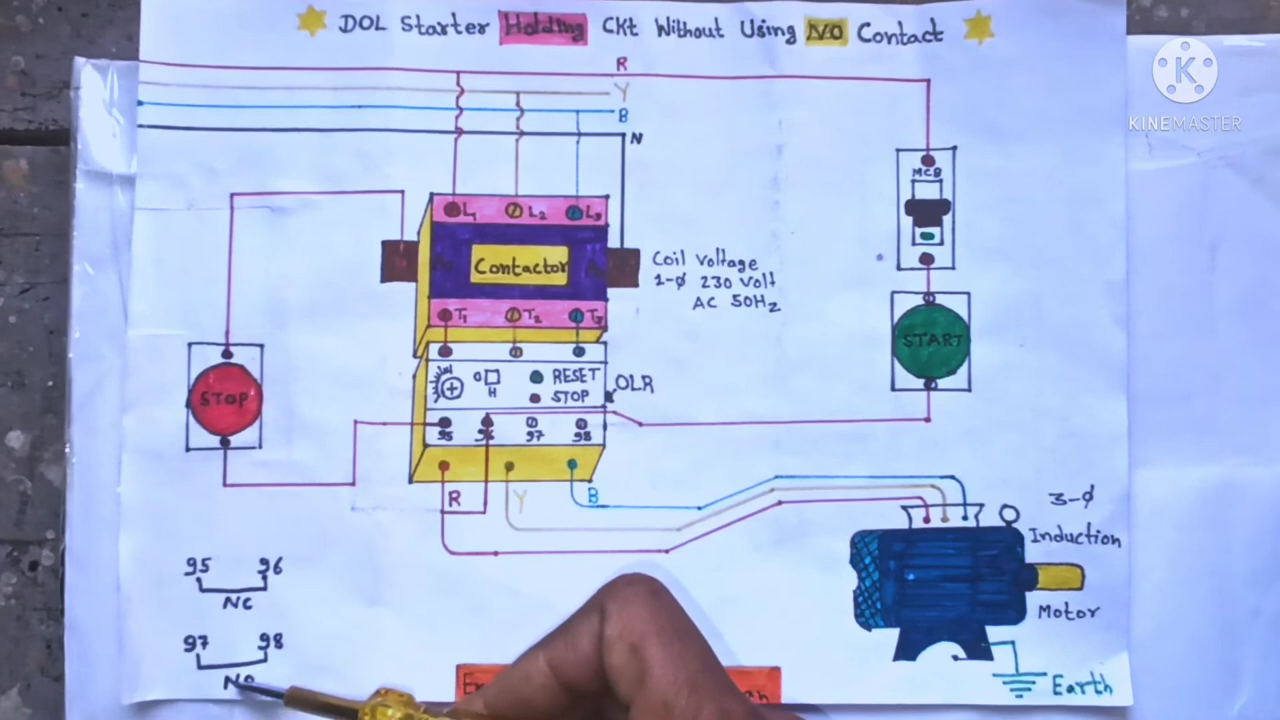 DOL Starter Holding CKt Without Using NO Contact
KINEMASTER
R
Y
B
N
MCB
L1 L2 L3
Contactor
Coil Voltage
1-Φ 230 Volt
AC 50Hz
T1 T2 T3
START
STOP
O
H
RESET
STOP
OLR
95 96 97 98
R Y B
3-Φ
Induction
Motor
95 96
NC
97 98
NO
Earth